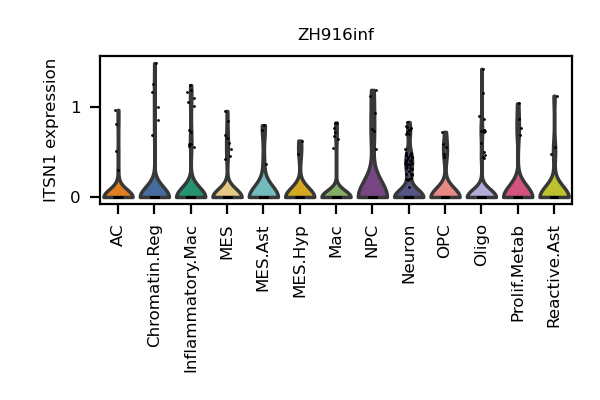 ZH916inf
ITSN1 expression
1
0
AC
Chromatin.Reg
Inflammatory.Mac
MES
MES.Ast
MES.Hyp
Mac
NPC
Neuron
OPC
Oligo
Prolif.Metab
Reactive.Ast